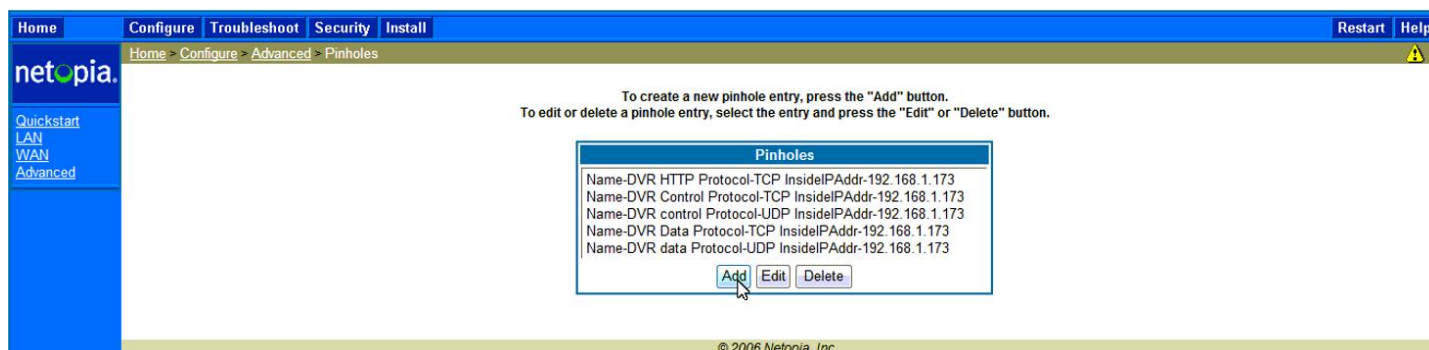 Home Configure Troubleshoot Security Install Restart Help
netopia.
Home > Configure > Advanced > Pinholes
Quickstart
LAN
WAN
Advanced
To create a new pinhole entry, press the "Add" button.
To edit or delete a pinhole entry, select the entry and press the "Edit" or "Delete" button.
Pinholes
Name-DVR HTTP Protocol-TCP InsideIPAddr-192.168.1.173
Name-DVR Control Protocol-TCP InsideIPAddr-192.168.1.173
Name-DVR control Protocol-UDP InsideIPAddr-192.168.1.173
Name-DVR Data Protocol-TCP InsideIPAddr-192.168.1.173
Name-DVR data Protocol-UDP InsideIPAddr-192.168.1.173
Add Edit Delete
© 2006 Netopia, Inc.